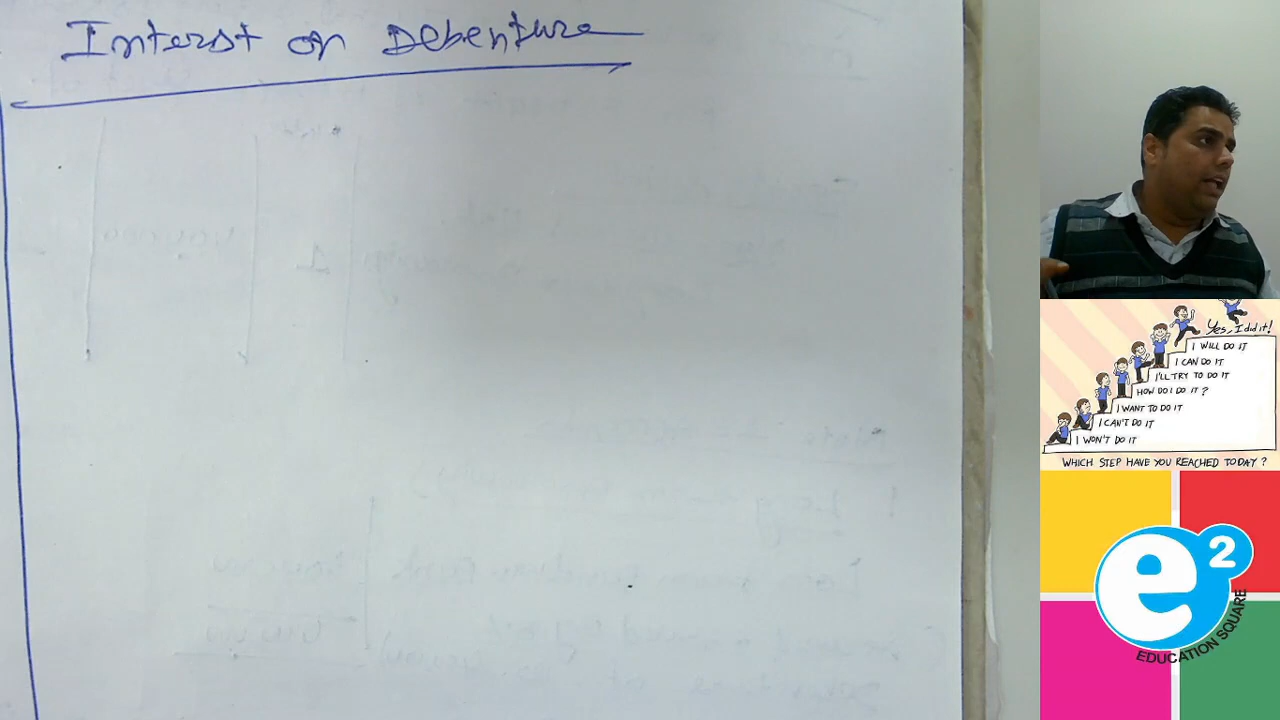 Interst on Debenture
Yes, I did it!
I WILL DO IT
I CAN DO IT
I'LL TRY TO DO IT
HOW DO I DO IT?
I WANT TO DO IT
I CAN'T DO IT
I WON'T DO IT
WHICH STEP HAVE YOU REACHED TODAY?
e2
EDUCATION SQUARE